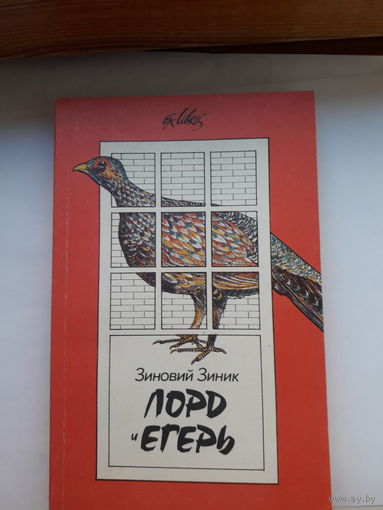 ex-libris
Зиновий Зиник
ЛОРД
и ЕГЕРЬ
www.ay.by